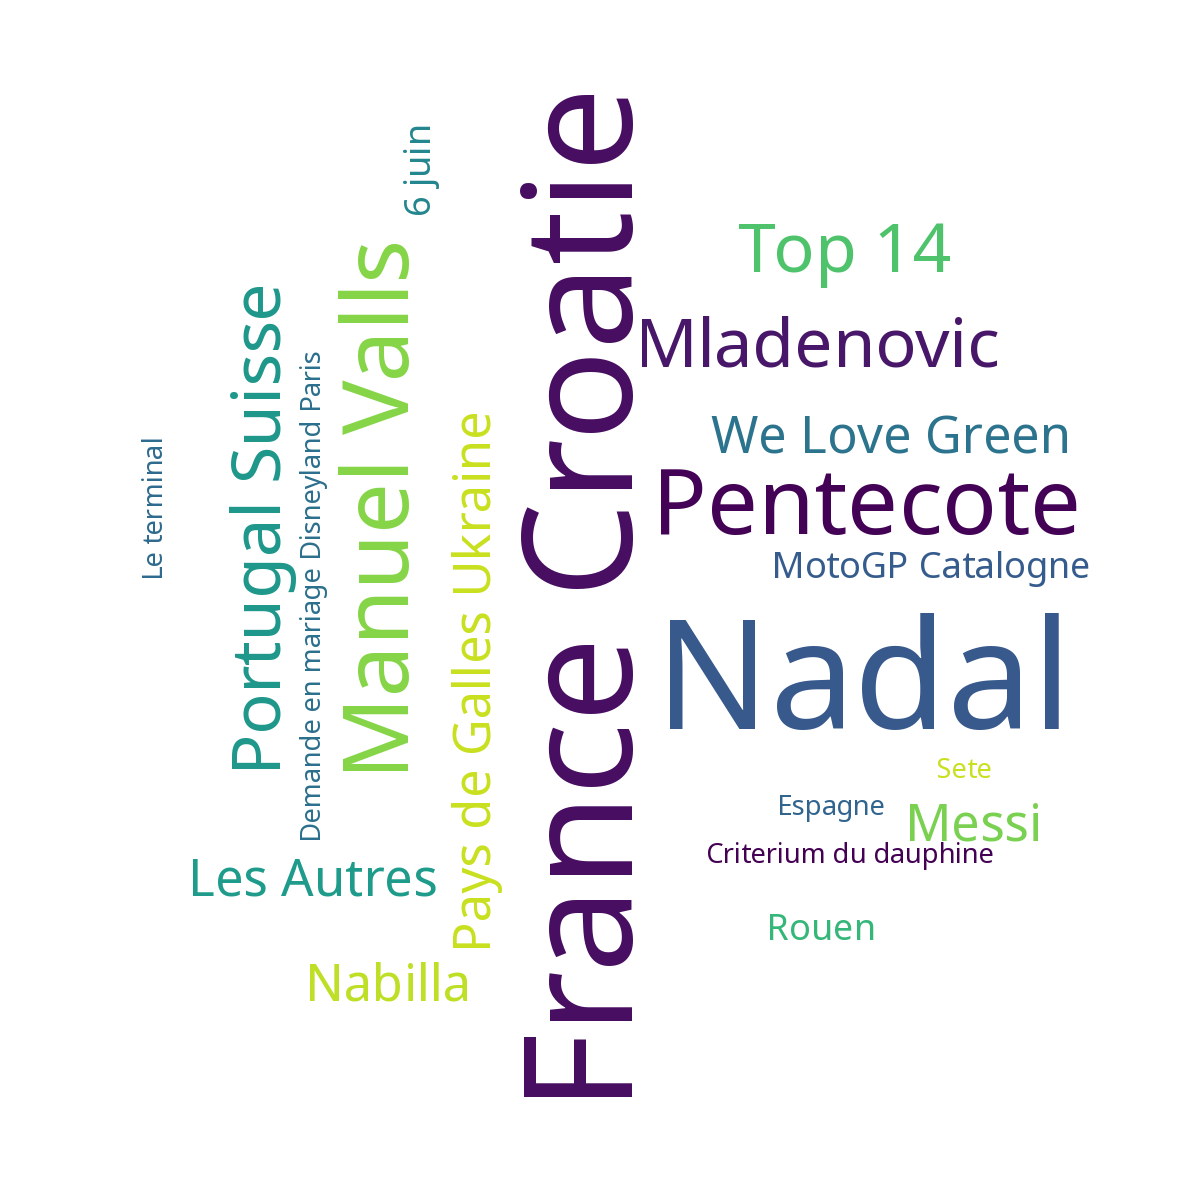 6 juin
Top 14
Portugal Suisse
Manuel Valls
France Croatie
Mladenovic
Demande en mariage Disneyland Paris
Le terminal
Pays de Galles Ukraine
We Love Green
Pentecote
MotoGP Catalogne
Nadal
Sete
Espagne
Messi
Criterium du dauphine
Les Autres
Rouen
Nabilla